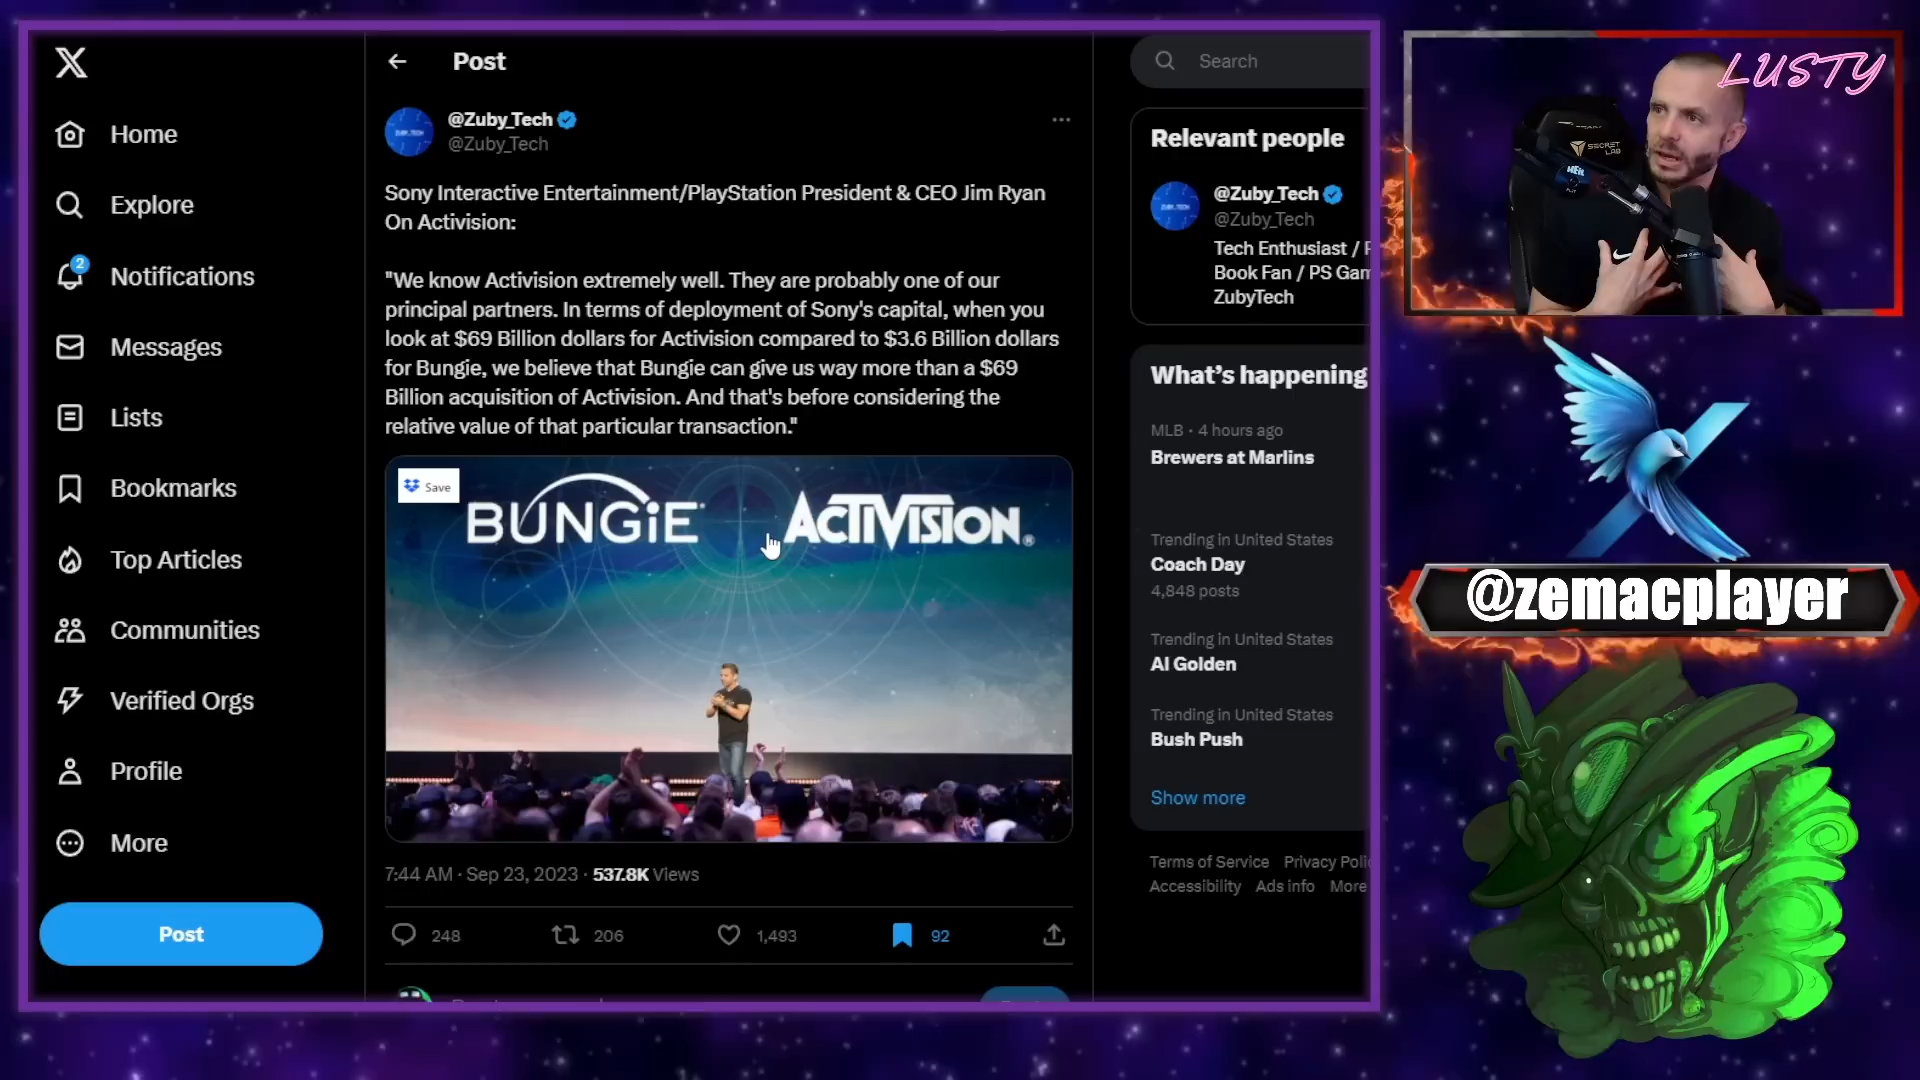 X
Home
Explore
2
Notifications
Messages
Lists
Bookmarks
Top Articles
Communities
Verified Orgs
Profile
More
Post
Post
@Zuby_Tech
@Zuby_Tech
Sony Interactive Entertainment/PlayStation President & CEO Jim Ryan
On Activision:
"We know Activision extremely well. They are probably one of our
principal partners. In terms of deployment of Sony's capital, when you
look at $69 Billion dollars for Activision compared to $3.6 Billion dollars
for Bungie, we believe that Bungie can give us way more than a $69
Billion acquisition of Activision. And that's before considering the
relative value of that particular transaction."
Save
BUNGiE
ACTIVISION®
7:44 AM · Sep 23, 2023 · 537.8K Views
248
206
1,493
92
Search
Relevant people
@Zuby_Tech
@Zuby_Tech
Tech Enthusiast /
Book Fan / PS Gam
ZubyTech
What's happening
MLB · 4 hours ago
Brewers at Marlins
Trending in United States
Coach Day
4,848 posts
Trending in United States
Al Golden
Trending in United States
Bush Push
Show more
Terms of Service Privacy Poli
Accessibility Ads info More
LUSTY
SECRET
LAB
@zemacplayer